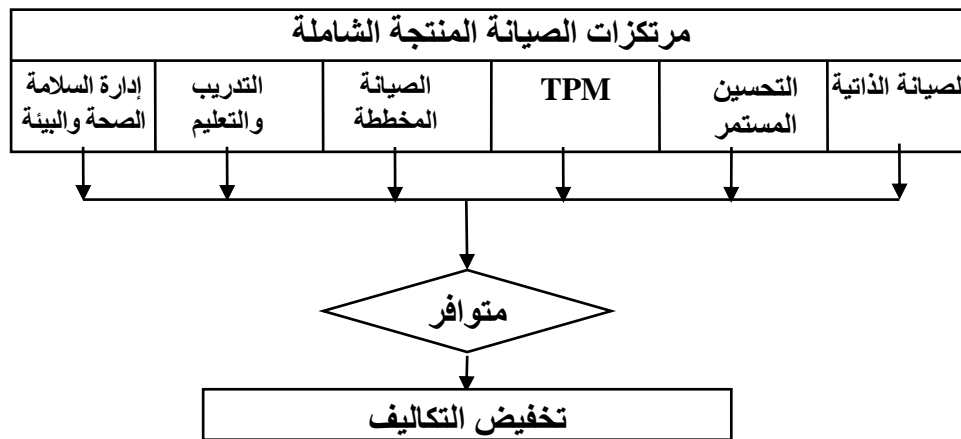 مرتكزات الصيانة المنتجة الشاملة
لصيانة الذاتية
التحسين
المستمر
TPM
الصيانة
المخططة
التدريب
والتعليم
إدارة السلامة
الصحة والبيئة
متوافر
تخفيض التكاليف